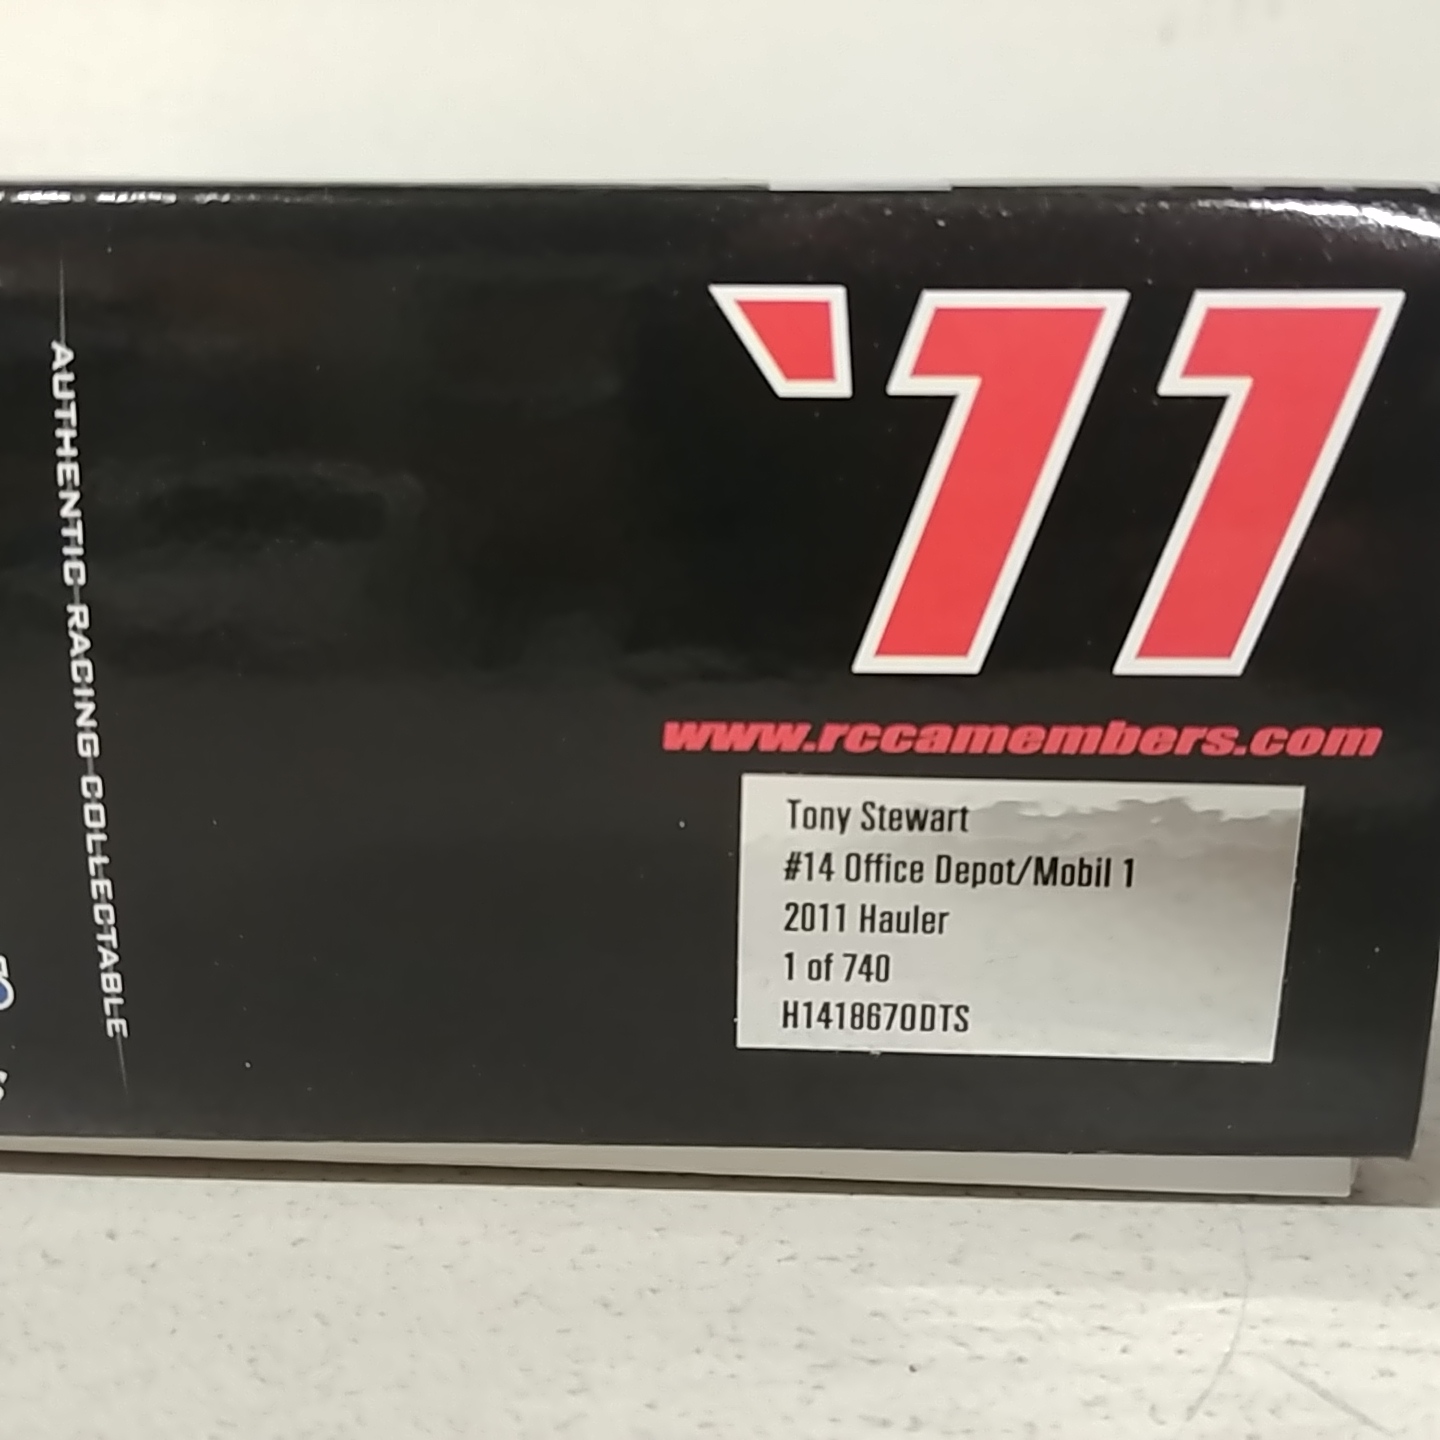 AUTHENTIC RACING COLLECTABLE
`11
www.rccamembers.com
Tony Stewart
#14 Office Depot/Mobil 1
2011 Hauler
1 of 740
H141867ODTS